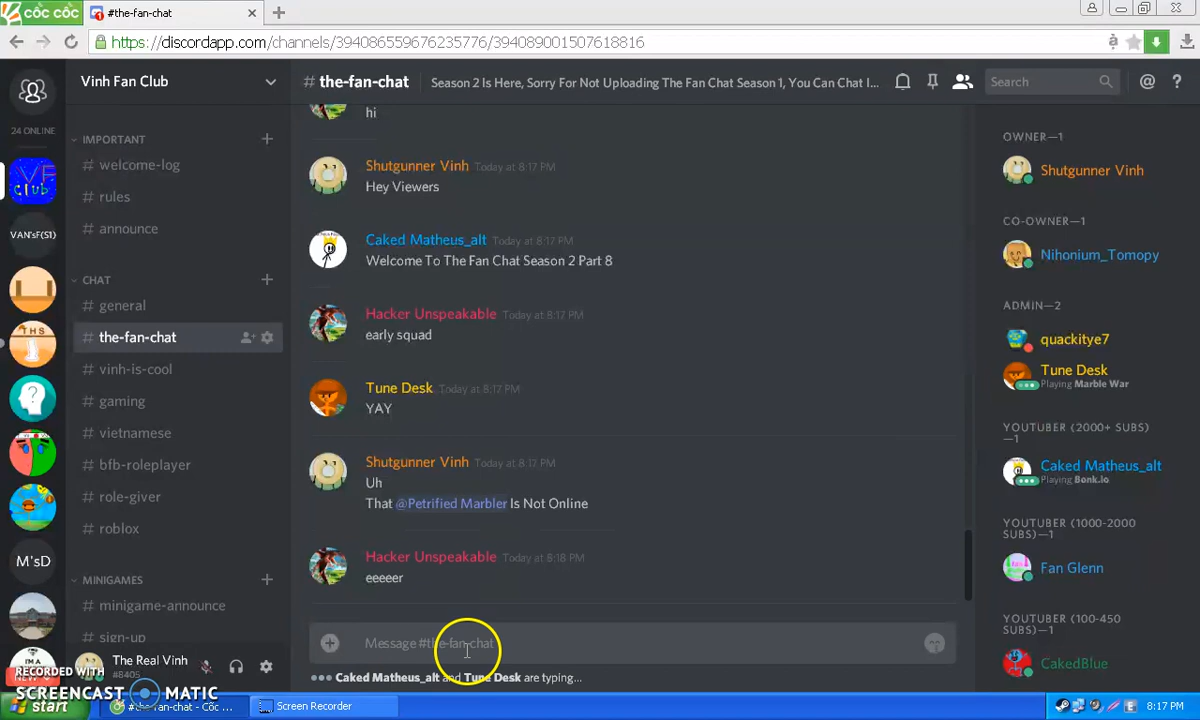 CỐC CỐC
#the-fan-chat
https://discordapp.com/channels/394086559676235776/394089001507618816
Vinh Fan Club
# the-fan-chat
Season 2 Is Here, Sorry For Not Uploading The Fan Chat Season 1, You Can Chat I...
Search
24 ONLINE
VAN'sF(S1)
THS
M'sD
I'M A
NEW
IMPORTANT
# welcome-log
# rules
# announce
CHAT
# general
# the-fan-chat
# vinh-is-cool
# gaming
# vietnamese
# bfb-roleplayer
# role-giver
# roblox
MINIGAMES
# minigame-announce
# sign-up
The Real Vinh
#8405
hi
Shutgunner Vinh Today at 8:17 PM
Hey Viewers
Caked Matheus_alt Today at 8:17 PM
Welcome To The Fan Chat Season 2 Part 8
Hacker Unspeakable Today at 8:17 PM
early squad
Tune Desk Today at 8:17 PM
YAY
Shutgunner Vinh Today at 8:17 PM
Uh
That @Petrified Marbler Is Not Online
Hacker Unspeakable Today at 8:18 PM
eeeeer
Message #the-fan-chat
Caked Matheus_alt and Tune Desk are typing...
OWNER—1
Shutgunner Vinh
CO-OWNER—1
Nihonium_Tomopy
ADMIN—2
quackitye7
Tune Desk
Playing Marble War
YOUTUBER (2000+ SUBS)
—1
Caked Matheus_alt
Playing Bonk.io
YOUTUBER (1000-2000
SUBS)—1
Fan Glenn
YOUTUBER (100-450
SUBS)—1
CakedBlue
RECORDED WITH
SCREENCAST MATIC
start
#the-fan-chat - Cốc ...
Screen Recorder
8:17 PM